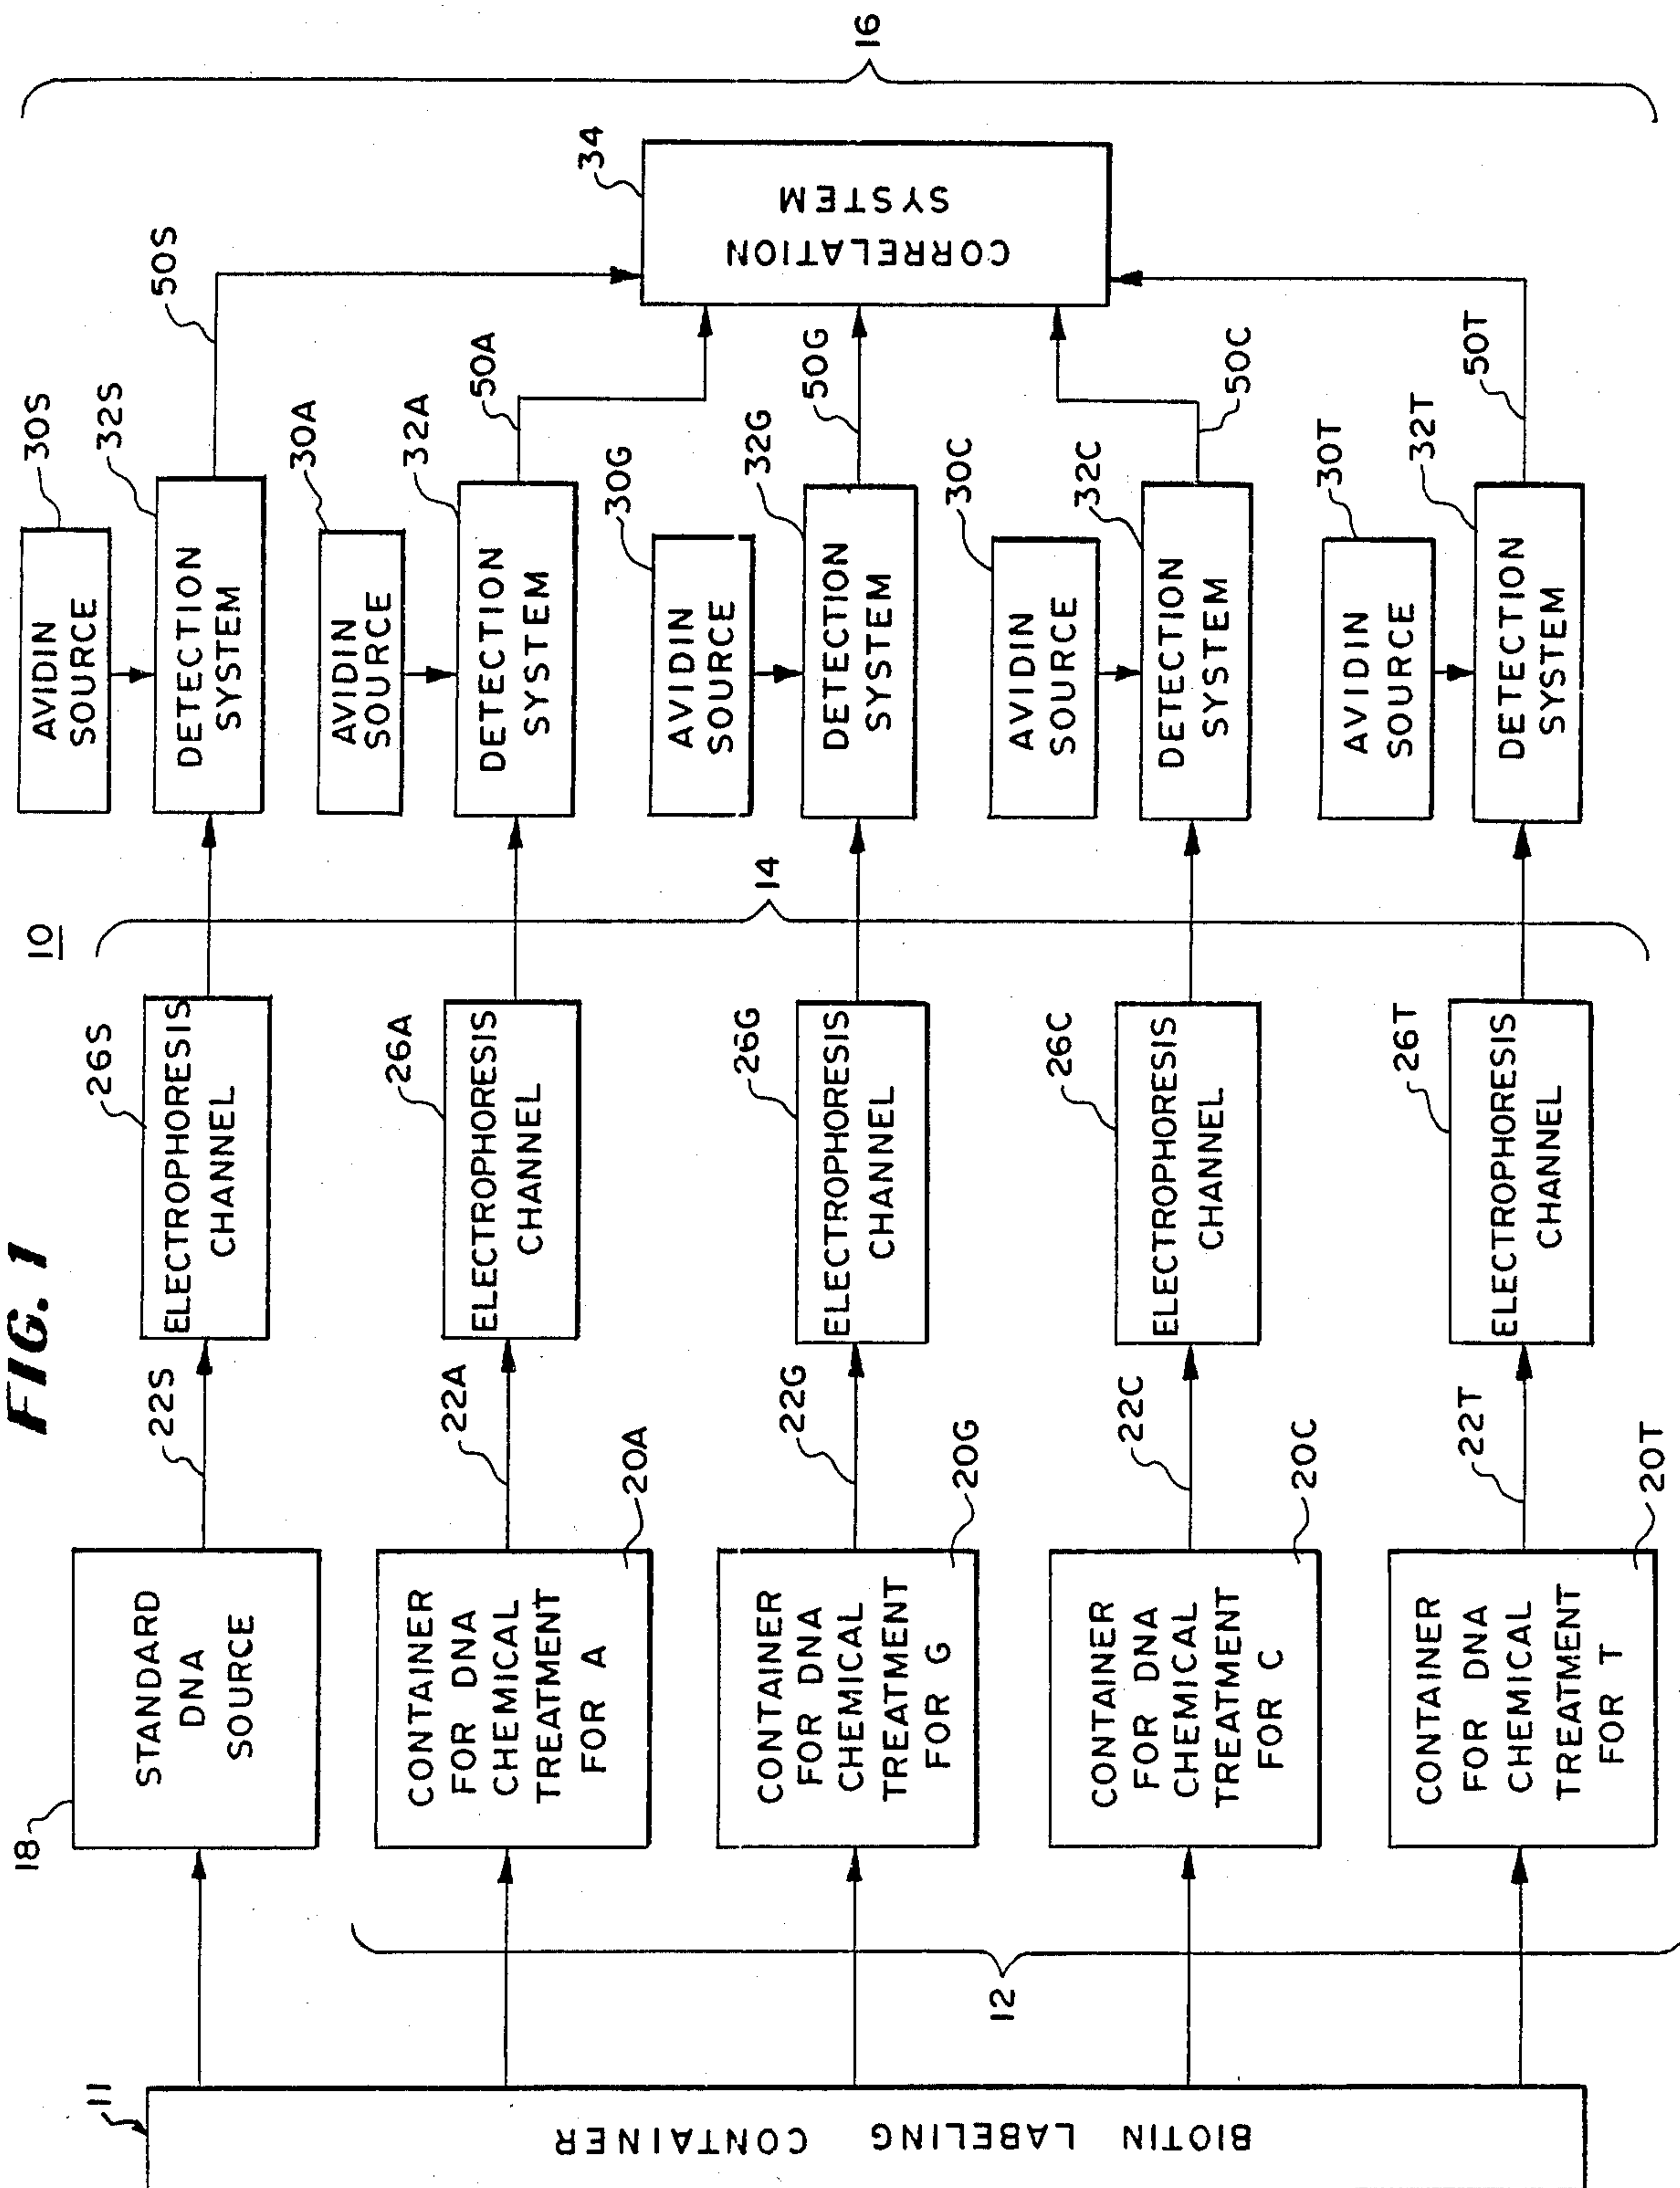 FIG. 1
10
11
BIOTIN LABELING CONTAINER
12
18
STANDARD
DNA
SOURCE
22S
26S
ELECTROPHORESIS
CHANNEL
14
30S
AVIDIN
SOURCE
32S
DETECTION
SYSTEM
50S
CONTAINER
FOR DNA
CHEMICAL
TREATMENT
FOR A
20A
22A
26A
ELECTROPHORESIS
CHANNEL
30A
AVIDIN
SOURCE
32A
DETECTION
SYSTEM
50A
CONTAINER
FOR DNA
CHEMICAL
TREATMENT
FOR G
20G
22G
26G
ELECTROPHORESIS
CHANNEL
30G
AVIDIN
SOURCE
32G
DETECTION
SYSTEM
50G
CONTAINER
FOR DNA
CHEMICAL
TREATMENT
FOR C
20C
22C
26C
ELECTROPHORESIS
CHANNEL
30C
AVIDIN
SOURCE
32C
DETECTION
SYSTEM
50C
CONTAINER
FOR DNA
CHEMICAL
TREATMENT
FOR T
20T
22T
26T
ELECTROPHORESIS
CHANNEL
30T
AVIDIN
SOURCE
32T
DETECTION
SYSTEM
50T
34
CORRELATION
SYSTEM
16